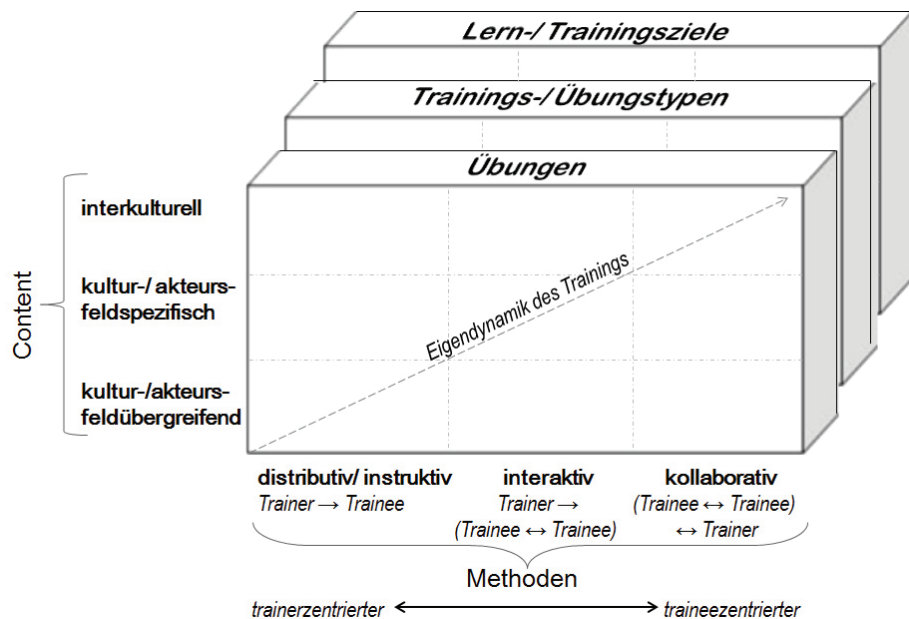 Lern-/ Trainingsziele
Trainings-/ Übungstypen
Übungen
Content
interkulturell
kultur-/ akteurs-
feldspezifisch
kultur-/akteurs-
feldübergreifend
Eigendynamik des Trainings
distributiv/ instruktiv
Trainer → Trainee
interaktiv
Trainer →
(Trainee ↔ Trainee)
kollaborativ
(Trainee ↔ Trainee)
↔ Trainer
Methoden
trainerzentrierter
traineezentrierter